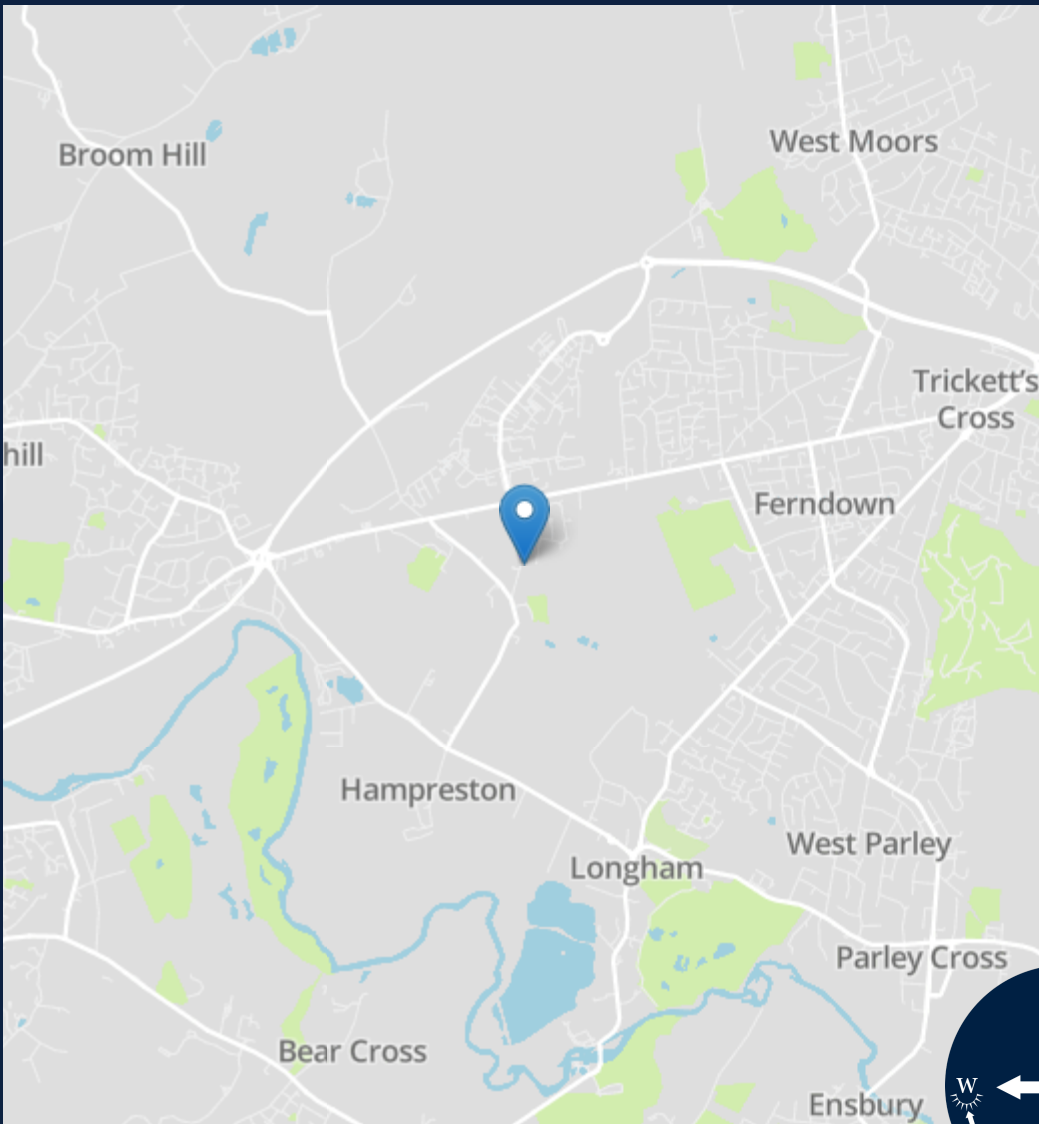 West Moors
Broom Hill
Trickett's
Cross
hill
Ferndown
Hampreston
West Parley
Longham
Parley Cross
Bear Cross
Ensbury
W